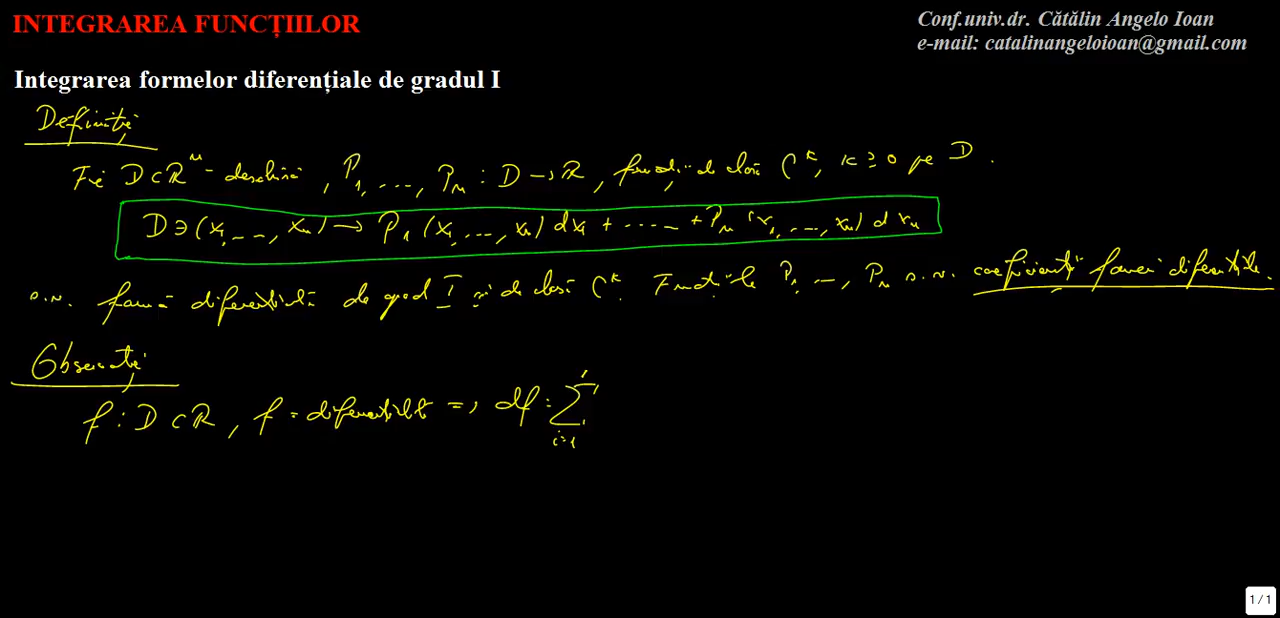 INTEGRAREA FUNCȚIILOR
Conf.univ.dr. Cătălin Angelo Ioan
e-mail: catalinangeloioan@gmail.com
Integrarea formelor diferențiale de gradul I
Definiție
Fie D⊂ℝⁿ - deschisă, P₁, ..., Pₙ : D→ℝ, funcții de clasă Cᵏ, k≥0 pe D.
D∋(x₁, ..., xₙ) → P₁(x₁, ..., xₙ)dx₁ + ..... + Pₙ(x₁, ..., xₙ)dxₙ
s.n. formă diferențială de grad I și de clasă Cᵏ. Funcțiile P₁, ..., Pₙ s.n. coeficienții formei diferențiale.
Observație
f : D⊂ℝ, f = diferențiabilă => df = ∑ i=1
1/1